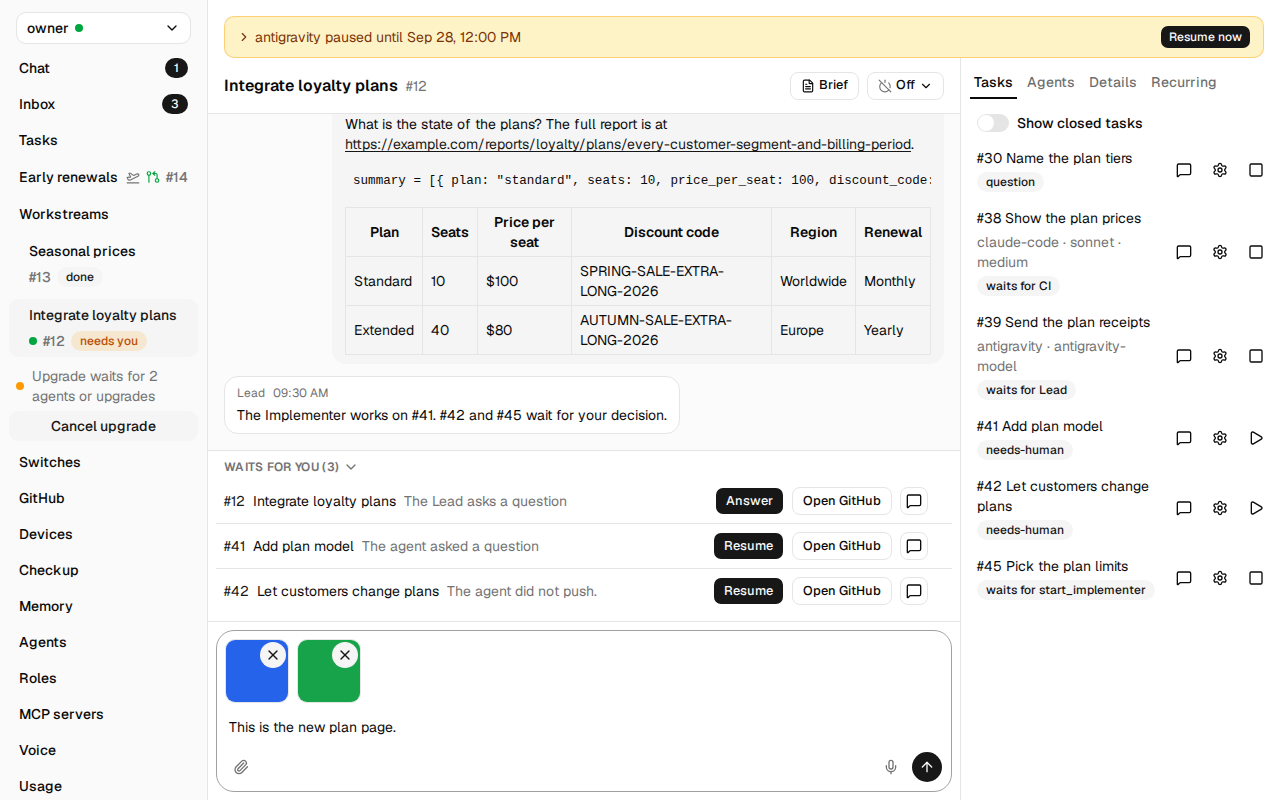 owner
Chat 1
Inbox 3
Tasks
Early renewals #14
Workstreams
Seasonal prices
#13 done
Integrate loyalty plans
#12 needs you
Upgrade waits for 2
agents or upgrades
Cancel upgrade
Switches
GitHub
Devices
Checkup
Memory
Agents
Roles
MCP servers
Voice
Usage
antigravity paused until Sep 28, 12:00 PM
Resume now
Integrate loyalty plans #12
Brief
Off
What is the state of the plans? The full report is at
https://example.com/reports/loyalty/plans/every-customer-segment-and-billing-period.
summary = [{ plan: "standard", seats: 10, price_per_seat: 100, discount_code:
Plan Seats Price per seat Discount code Region Renewal
Standard 10 $100 SPRING-SALE-EXTRA-LONG-2026 Worldwide Monthly
Extended 40 $80 AUTUMN-SALE-EXTRA-LONG-2026 Europe Yearly
Lead 09:30 AM
The Implementer works on #41. #42 and #45 wait for your decision.
WAITS FOR YOU (3)
#12 Integrate loyalty plans The Lead asks a question Answer Open GitHub
#41 Add plan model The agent asked a question Resume Open GitHub
#42 Let customers change plans The agent did not push. Resume Open GitHub
This is the new plan page.
Tasks Agents Details Recurring
Show closed tasks
#30 Name the plan tiers
question
#38 Show the plan prices
claude-code · sonnet ·
medium
waits for CI
#39 Send the plan receipts
antigravity · antigravity-
model
waits for Lead
#41 Add plan model
needs-human
#42 Let customers change
plans
needs-human
#45 Pick the plan limits
waits for start_implementer